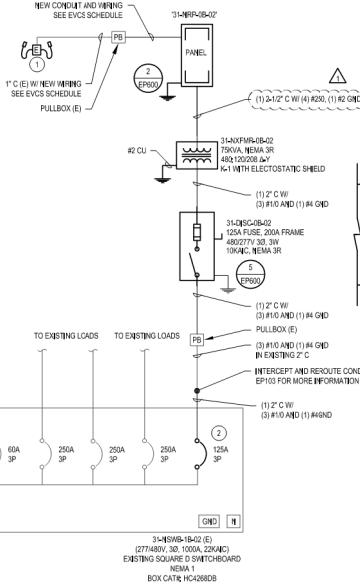 NEW CONDUIT AND WIRING
SEE EVCS SCHEDULE
'31-NRP-0B-02'
PB
E
1
PANEL
1" C (E) W/ NEW WIRING
SEE EVCS SCHEDULE
PULLBOX (E)
2
EP600
1
(1) 2-1/2" C W/ (4) #250, (1) #2 GND
#2 CU
31-NXFMR-0B-02
75KVA, NEMA 3R
480;120/208 Δ-Y
K-1 WITH ELECTOSTATIC SHIELD
(1) 2" C W/
(3) #1/0 AND (1) #4 GND
31-DISC-0B-02
125A FUSE, 200A FRAME
480/277V 3Ø, 3W
10KAIC, NEMA 3R
5
EP600
(1) 2" C W/
(3) #1/0 AND (1) #4 GND
PULLBOX (E)
TO EXISTING LOADS
TO EXISTING LOADS
PB
(3) #1/0 AND (1) #4 GND
IN EXISTING 2" C
INTERCEPT AND REROUTE COND
EP103 FOR MORE INFORMATION
(1) 2" C W/
(3) #1/0 AND (1) #4GND
2
60A
3P
250A
3P
250A
3P
250A
3P
125A
3P
GND
N
31-NSWB-1B-02 (E)
(277/480V, 3Ø, 1000A, 22KAIC)
EXISTING SQUARE D SWITCHBOARD
NEMA 1
BOX CAT#: HC4268DB